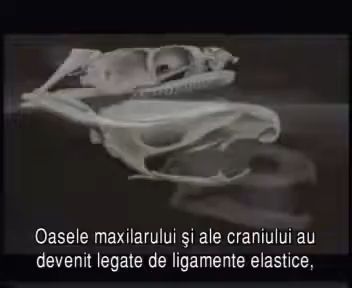 Oasele maxilarului şi ale craniului au
devenit legate de ligamente elastice,